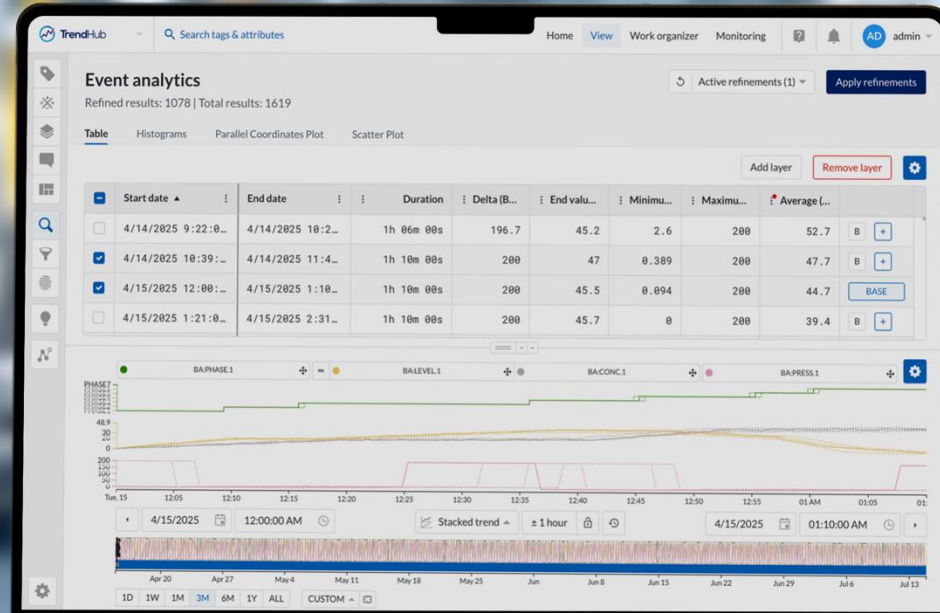 TrendHub
Search tags & attributes
Home View Work organizer Monitoring AD admin
Event analytics
Refined results: 1078 | Total results: 1619
Active refinements (1)
Apply refinements
Table Histograms Parallel Coordinates Plot Scatter Plot
Add layer Remove layer
Start date End date Duration Delta (B... End valu... Minimu... Maximu... Average (...
4/14/2025 9:22:0… 4/14/2025 10:2… 1h 06m 00s 196.7 45.2 2.6 200 52.7 B +
4/14/2025 10:39:… 4/14/2025 11:4… 1h 10m 00s 200 47 0.389 200 47.7 B +
4/15/2025 12:00:… 4/15/2025 1:10… 1h 10m 00s 200 45.5 0.094 200 44.7 BASE
4/15/2025 1:21:0… 4/15/2025 2:31… 1h 10m 00s 200 45.7 0 200 39.4 B +
BA:PHASE.1 BA:LEVEL.1 BA:CONC.1 BA:PRESS.1
PHASE7
48.9
30
0
200
150
100
50
0
Tue. 15 12:05 12:10 12:15 12:20 12:25 12:30 12:35 12:40 12:45 12:50 12:55 01 AM 01:05 01:
4/15/2025 12:00:00 AM Stacked trend ± 1 hour 4/15/2025 01:10:00 AM
Apr 20 Apr 27 May 4 May 11 May 18 May 25 Jun Jun 8 Jun 15 Jun 22 Jun 29 Jul 6 Jul 13
1D 1W 1M 3M 6M 1Y ALL CUSTOM